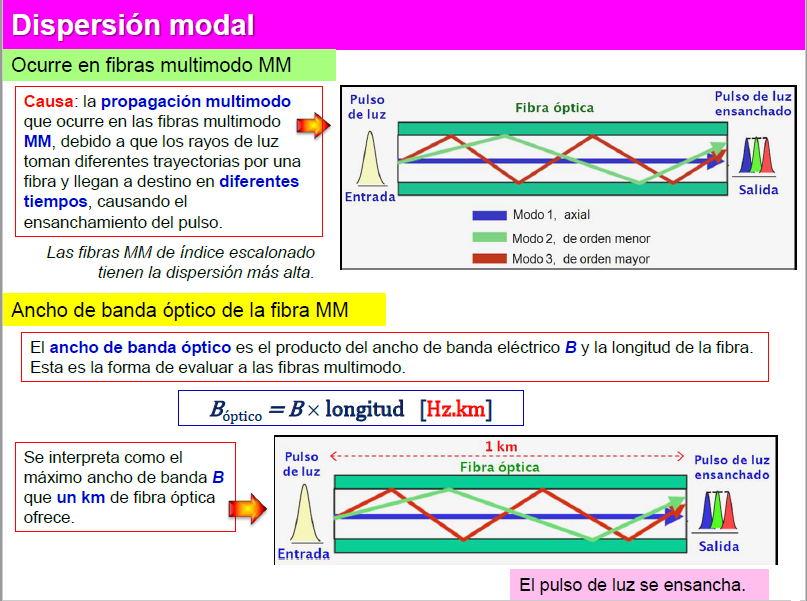 Dispersión modal
Ocurre en fibras multimodo MM
Causa: la propagación multimodo
que ocurre en las fibras multimodo
MM, debido a que los rayos de luz
toman diferentes trayectorias por una
fibra y llegan a destino en diferentes
tiempos, causando el
ensanchamiento del pulso.
Las fibras MM de índice escalonado
tienen la dispersión más alta.
Pulso
de luz
Fibra óptica
Pulso de luz
ensanchado
Entrada
Salida
Modo 1, axial
Modo 2, de orden menor
Modo 3, de orden mayor
Ancho de banda óptico de la fibra MM
El ancho de banda óptico es el producto del ancho de banda eléctrico B y la longitud de la fibra.
Esta es la forma de evaluar a las fibras multimodo.
Bóptico = B × longitud [Hz.km]
Se interpreta como el
máximo ancho de banda B
que un km de fibra óptica
ofrece.
Pulso
de luz
1 km
Fibra óptica
Pulso de luz
ensanchado
Entrada
Salida
El pulso de luz se ensancha.